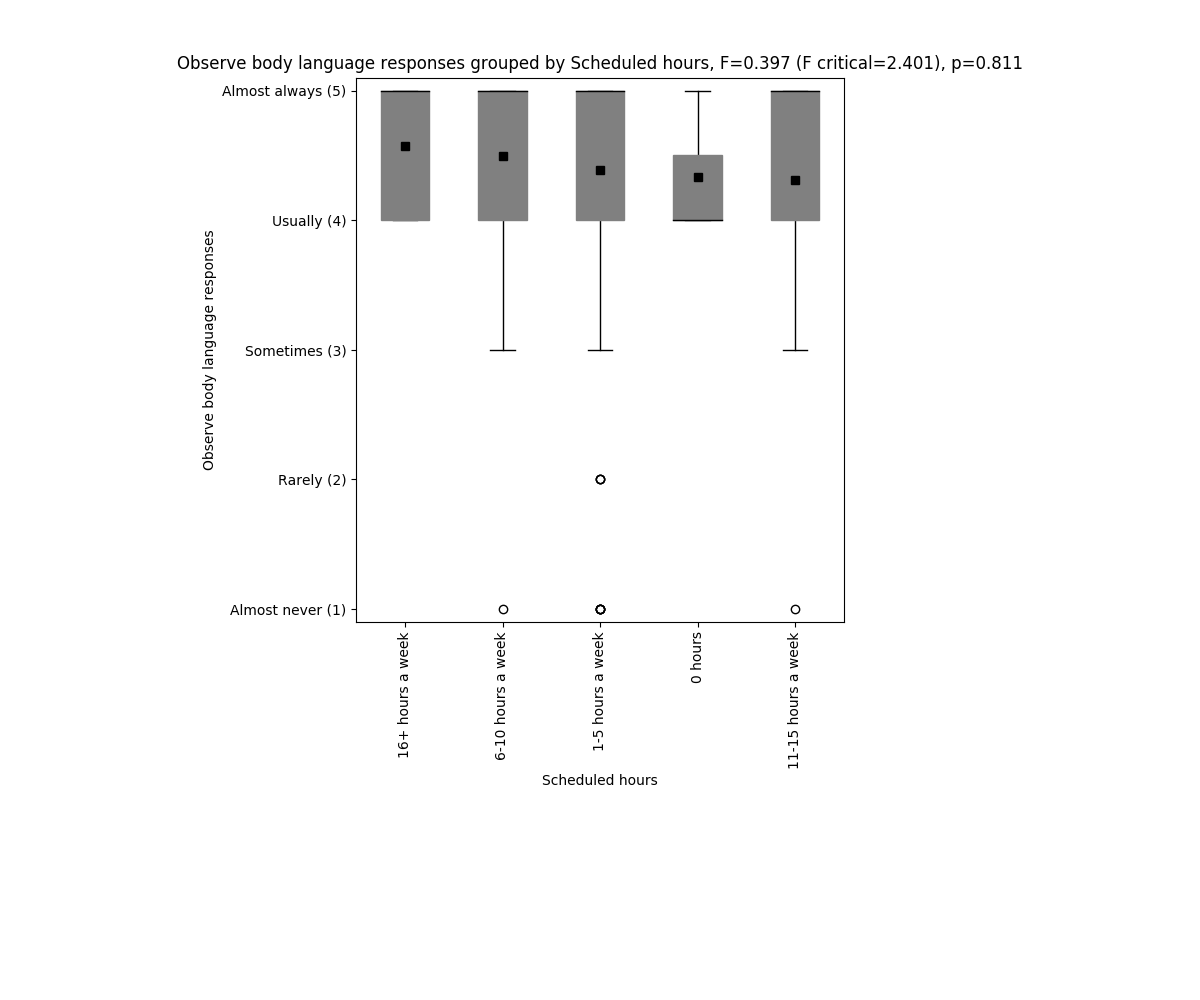 Observe body language responses grouped by Scheduled hours, F=0.397 (F critical=2.401), p=0.811
Almost always (5)
Usually (4)
Sometimes (3)
Rarely (2)
Almost never (1)
Observe body language responses
16+ hours a week
6-10 hours a week
1-5 hours a week
0 hours
11-15 hours a week
Scheduled hours